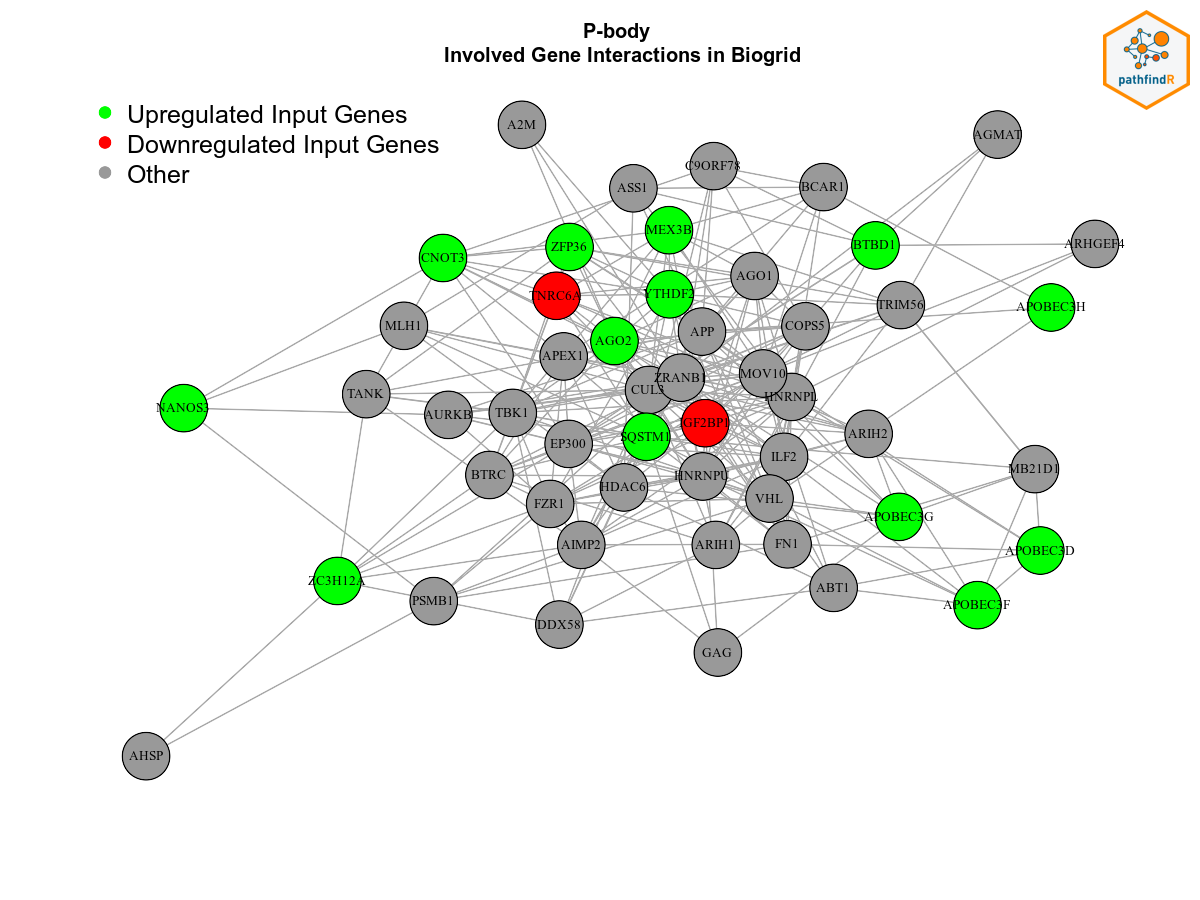 P-body
Involved Gene Interactions in Biogrid
pathfindR
Upregulated Input Genes
Downregulated Input Genes
Other
A2M
AGMAT
C9ORF78
ASS1
BCAR1
MEX3B
ZFP36
BTBD1
ARHGEF4
CNOT3
AGO1
TNRC6A
YTHDF2
TRIM56
APOBEC3H
MLH1
COPS5
APP
AGO2
APEX1
MOV10
ZRANB1
CUL3
TANK
HNRNPL
NANOS3
AURKB
TBK1
IGF2BP1
ARIH2
SQSTM1
EP300
ILF2
MB21D1
BTRC
HNRNPU
HDAC6
VHL
FZR1
APOBEC3G
AIMP2
ARIH1
FN1
APOBEC3D
ZC3H12A
ABT1
PSMB1
APOBEC3F
DDX58
GAG
AHSP